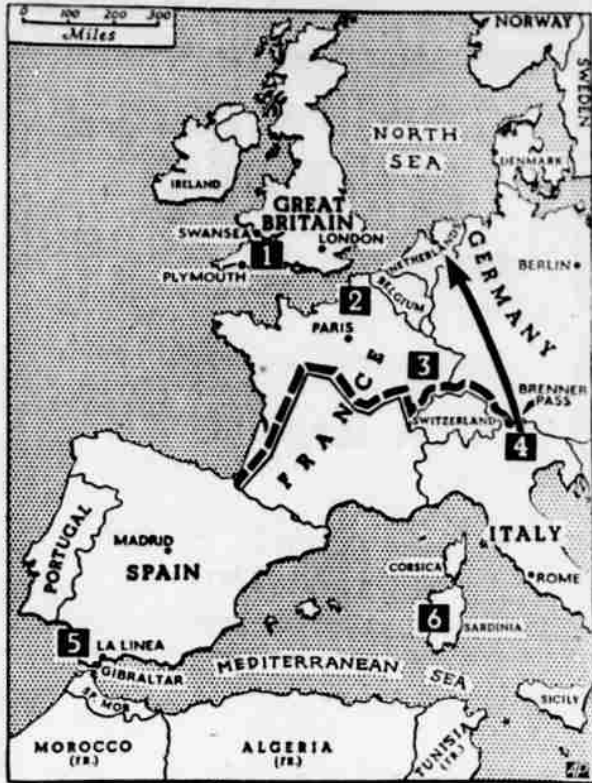 0 100 200 300
Miles
NORWAY
SWEDEN
NORTH
SEA
DENMARK
IRELAND
GREAT
BRITAIN
SWANSEA
LONDON
1
PLYMOUTH
NETHERLANDS
BELGIUM
GERMANY
BERLIN
2
PARIS
3
FRANCE
SWITZERLAND
BRENNER
PASS
4
PORTUGAL
MADRID
SPAIN
ITALY
CORSICA
ROME
6
SARDINIA
5
LA LINEA
GIBRALTAR
MEDITERRANEAN
SEA
SP. MOR.
SICILY
MOROCCO
(FR.)
ALGERIA
(FR.)
TUNISIA
(FR.)